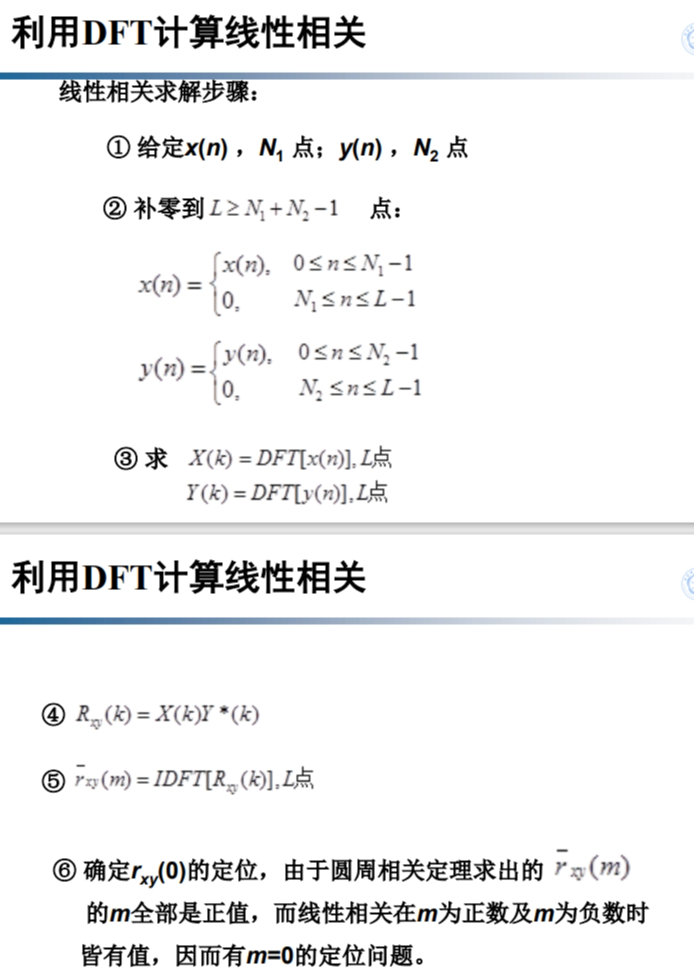 利用DFT计算线性相关
线性相关求解步骤：
① 给定x(n)，N₁ 点；y(n)，N₂ 点
② 补零到 L ≥ N₁ + N₂ − 1 点：
x(n) = { x(n), 0 ≤ n ≤ N₁ − 1
0, N₁ ≤ n ≤ L − 1
y(n) = { y(n), 0 ≤ n ≤ N₂ − 1
0, N₂ ≤ n ≤ L − 1
③ 求 X(k) = DFT[x(n)], L点
Y(k) = DFT[y(n)], L点
利用DFT计算线性相关
④ R_xy(k) = X(k)Y*(k)
⑤ r̄_xy(m) = IDFT[R_xy(k)], L点
⑥ 确定r_xy(0)的定位，由于圆周相关定理求出的 r̄_xy(m)
的m全部是正值，而线性相关在m为正数及m为负数时
皆有值，因而有m=0的定位问题。